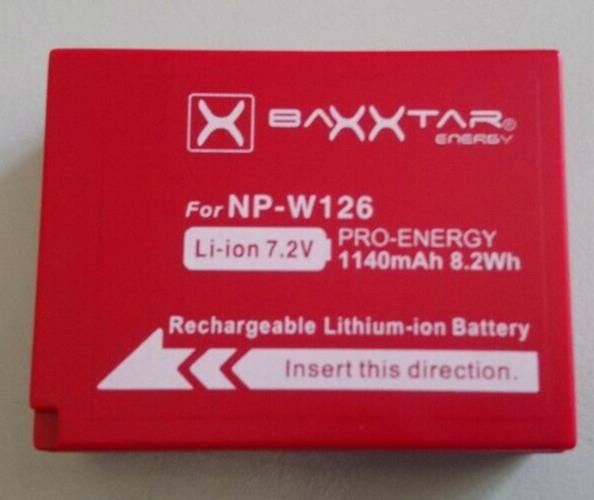 BAXXTAR®
ENERGY
For NP-W126
Li-ion 7.2V
PRO-ENERGY
1140mAh 8.2Wh
Rechargeable Lithium-ion Battery
Insert this direction.